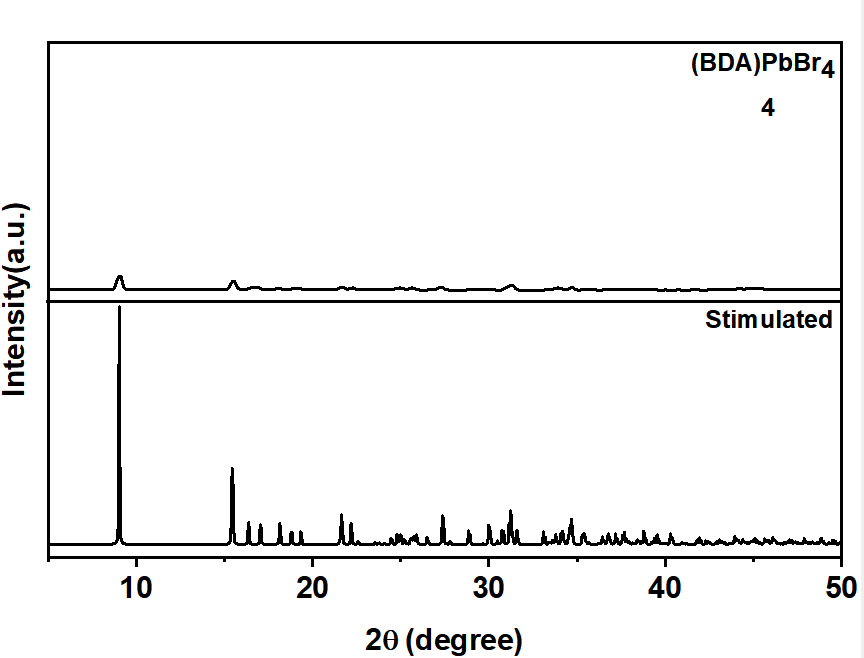 (BDA)PbBr4
4
Intensity(a.u.)
Stimulated
10 20 30 40 50
2θ (degree)